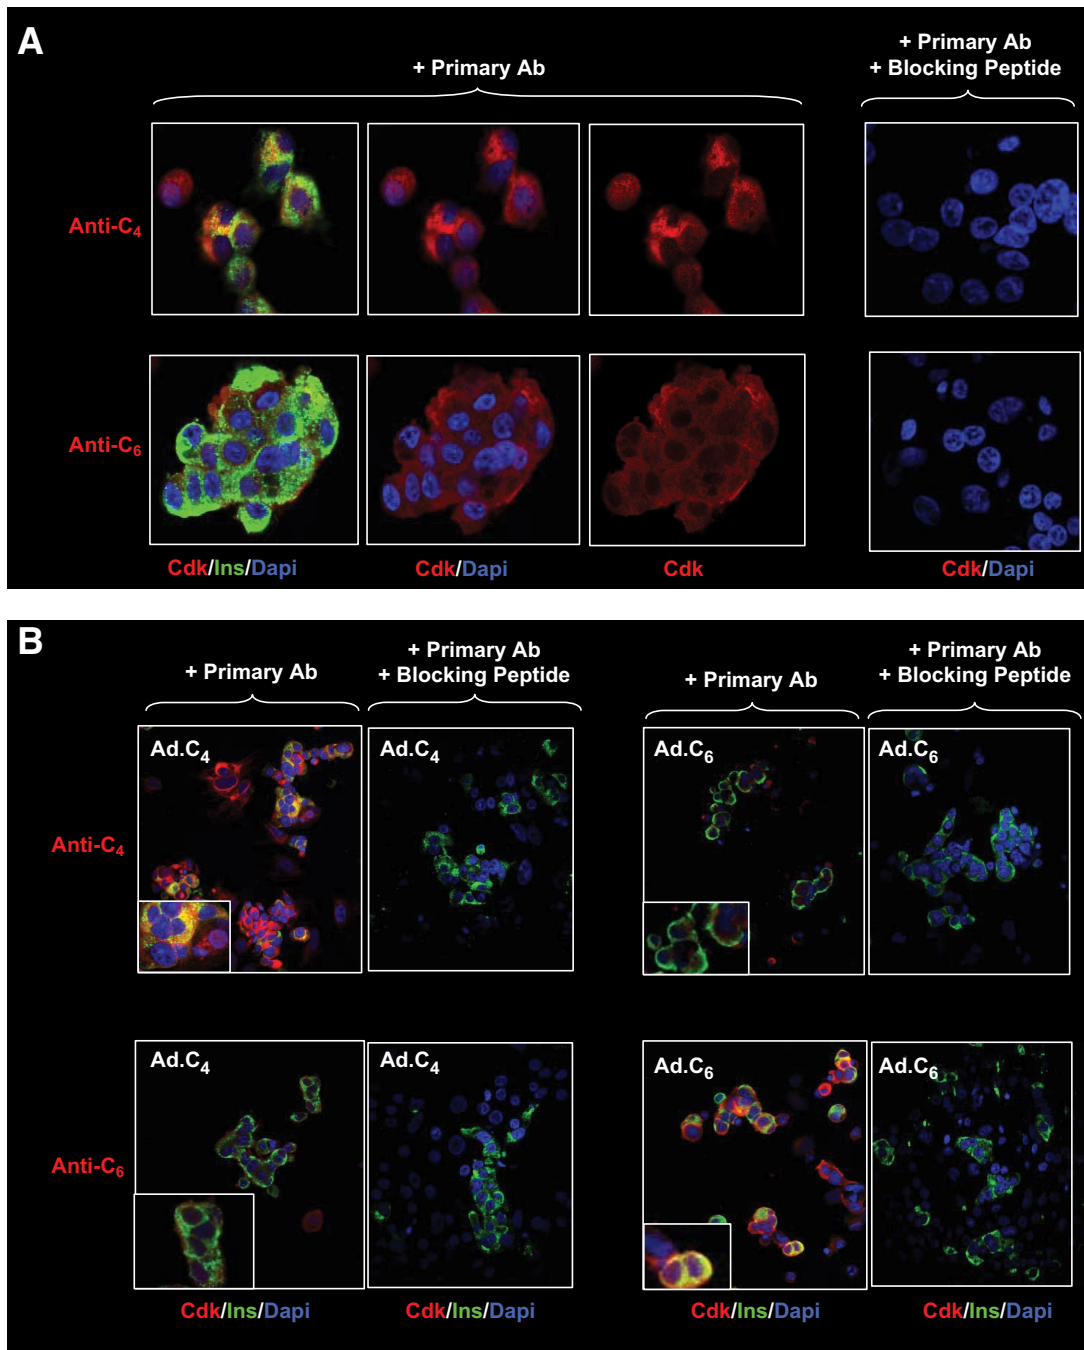 A
+ Primary Ab
+ Primary Ab
+ Blocking Peptide
Anti-C4
Anti-C6
Cdk/Ins/Dapi
Cdk/Dapi
Cdk
Cdk/Dapi
B
+ Primary Ab
+ Primary Ab
+ Blocking Peptide
+ Primary Ab
+ Primary Ab
+ Blocking Peptide
Anti-C4
Ad.C4
Ad.C4
Ad.C6
Ad.C6
Anti-C6
Ad.C4
Ad.C4
Ad.C6
Ad.C6
Cdk/Ins/Dapi
Cdk/Ins/Dapi
Cdk/Ins/Dapi
Cdk/Ins/Dapi